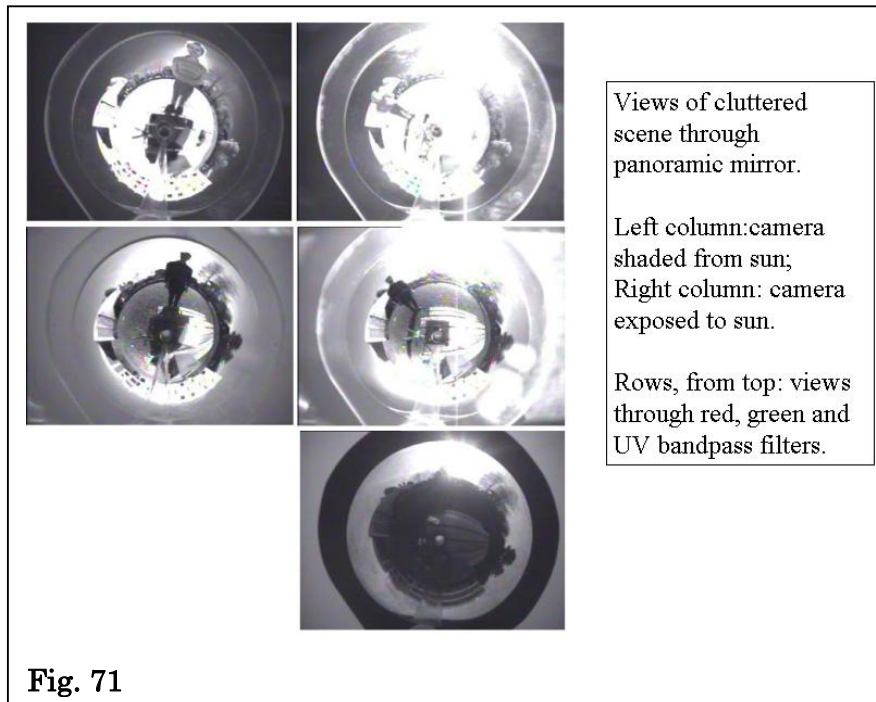 Views of cluttered
scene through
panoramic mirror.
Left column:camera
shaded from sun;
Right column: camera
exposed to sun.
Rows, from top: views
through red, green and
UV bandpass filters.
Fig. 71